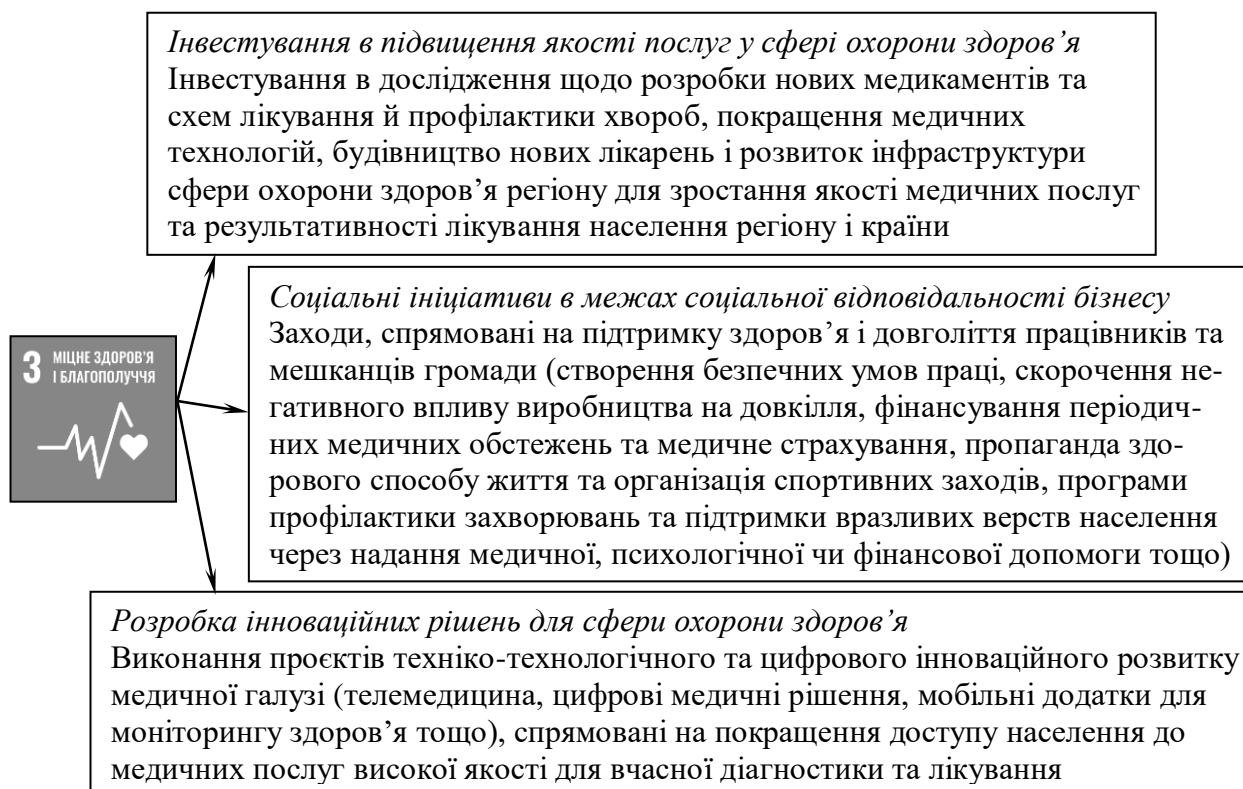 Інвестування в підвищення якості послуг у сфері охорони здоров’я
Інвестування в дослідження щодо розробки нових медикаментів та
схем лікування й профілактики хвороб, покращення медичних
технологій, будівництво нових лікарень і розвиток інфраструктури
сфери охорони здоров’я регіону для зростання якості медичних послуг
та результативності лікування населення регіону і країни
Соціальні ініціативи в межах соціальної відповідальності бізнесу
Заходи, спрямовані на підтримку здоров’я і довголіття працівників та
мешканців громади (створення безпечних умов праці, скорочення не-
гативного впливу виробництва на довкілля, фінансування періодич-
них медичних обстежень та медичне страхування, пропаганда здо-
рового способу життя та організація спортивних заходів, програми
профілактики захворювань та підтримки вразливих верств населення
через надання медичної, психологічної чи фінансової допомоги тощо)
3 МІЦНЕ ЗДОРОВ’Я
І БЛАГОПОЛУЧЧЯ
Розробка інноваційних рішень для сфери охорони здоров’я
Виконання проєктів техніко-технологічного та цифрового інноваційного розвитку
медичної галузі (телемедицина, цифрові медичні рішення, мобільні додатки для
моніторингу здоров’я тощо), спрямовані на покращення доступу населення до
медичних послуг високої якості для вчасної діагностики та лікування